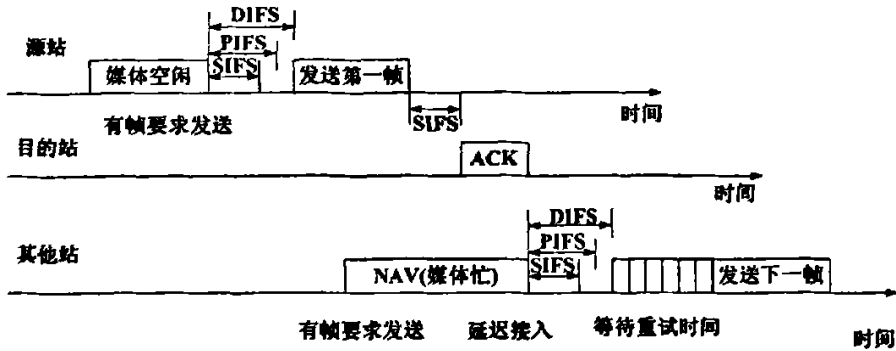 DIFS
PIFS
源站
SIFS
媒体空闲
发送第一帧
时间
有帧要求发送
SIFS
目的站
ACK
时间
DIFS
PIFS
其他站
SIFS
NAV(媒体忙)
发送下一帧
有帧要求发送
延迟接入
等待重试时间
时间